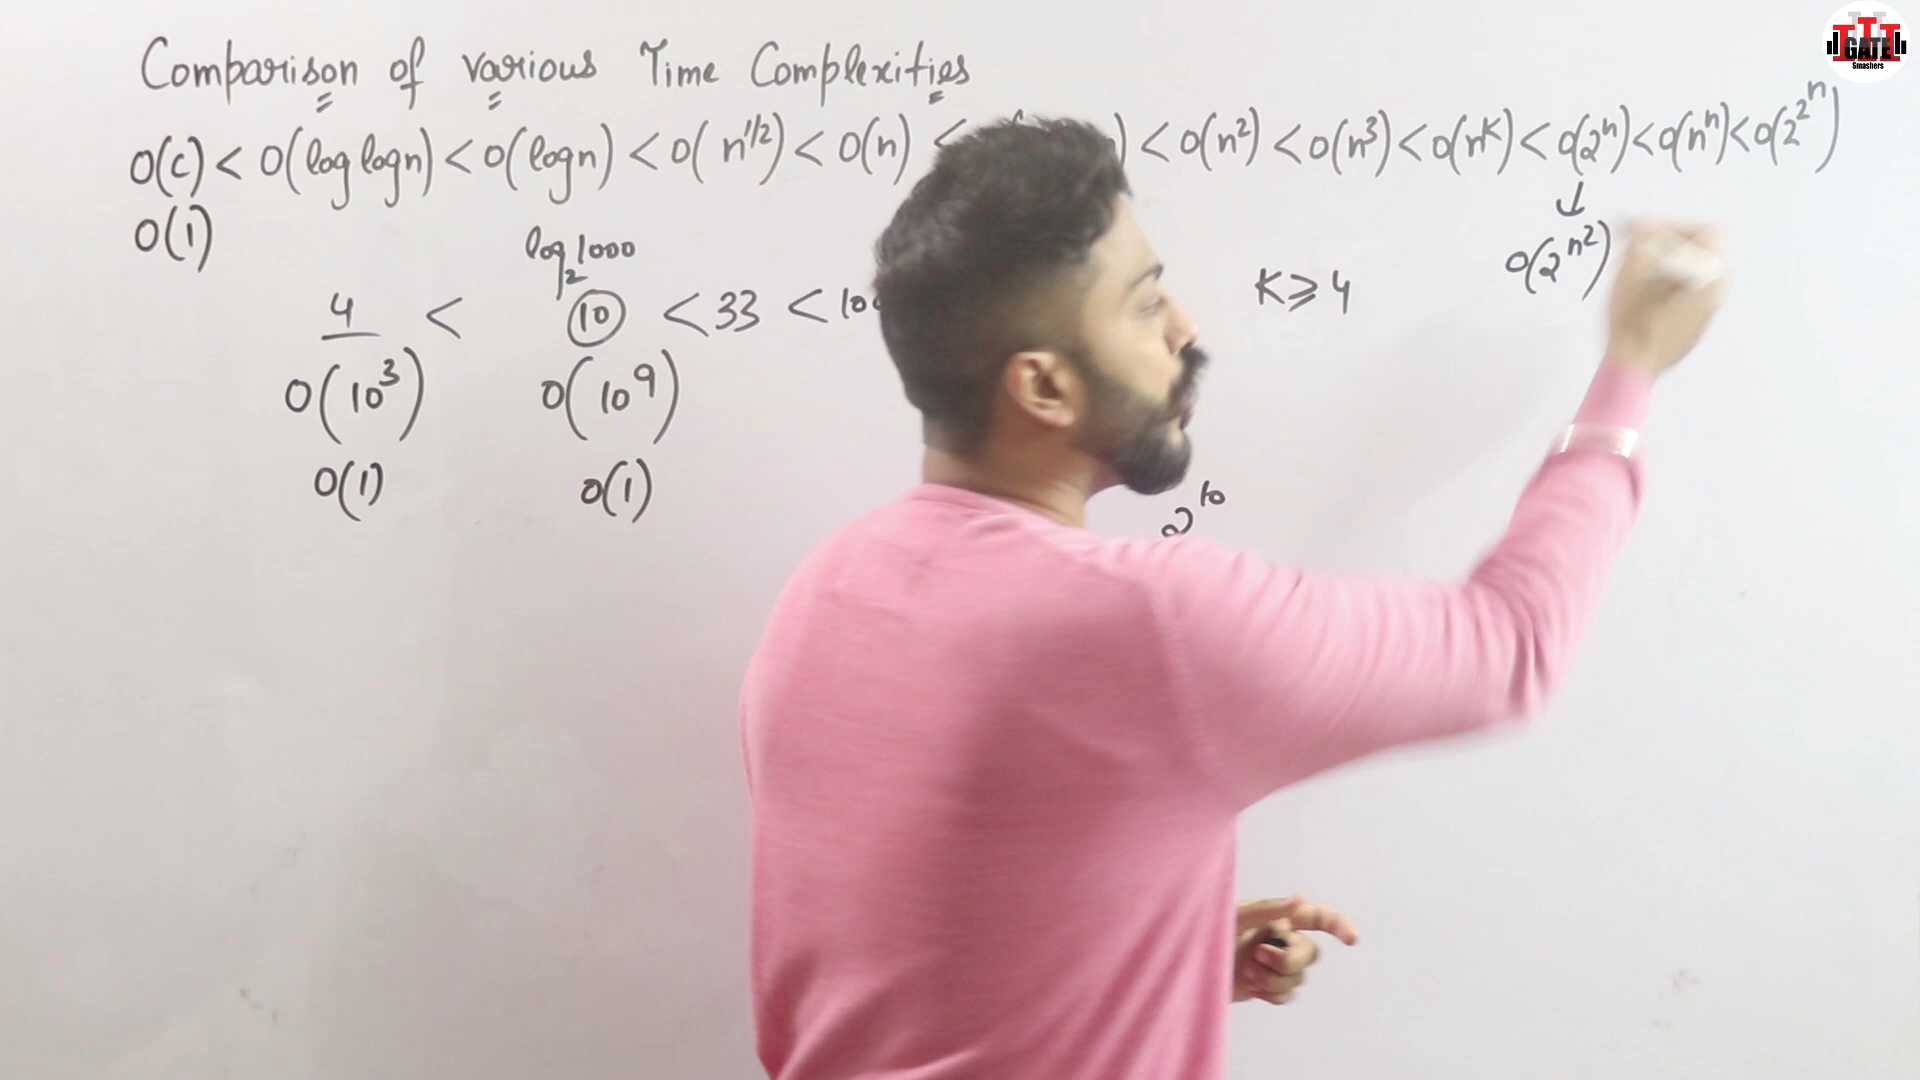 Comparison of various Time Complexities
O(c) < O(log log n) < O(log n) < O(n^1/2) < O(n) < ) < O(n²) < O(n³) < O(n^k) < O(2^n) < O(n^n) < O(2^2^n)
O(1)
↓
O(2^n²)
log₂1000
K ≥ 4
4 < 10 < 33 < 10
O(10³) O(10⁹)
O(1) O(1)
2^10
GATE
Smashers